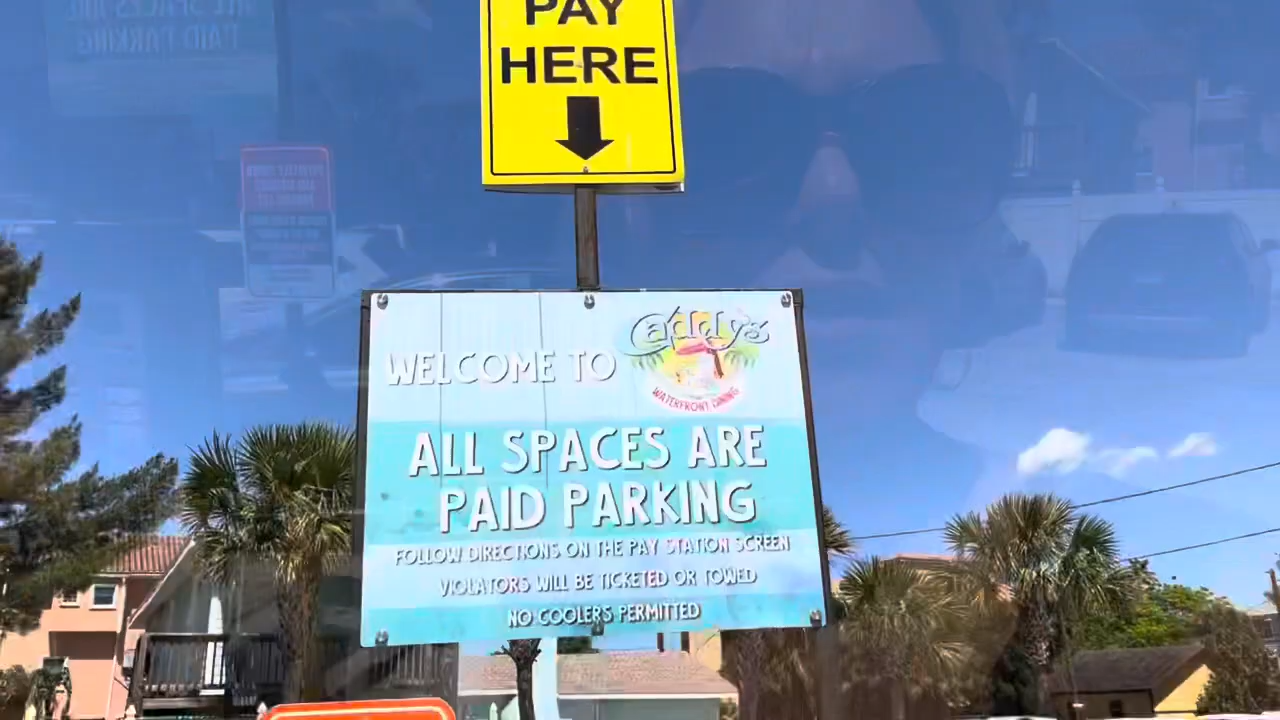 PAY
HERE
WELCOME TO
Caddy's
WATERFRONT DINING
ALL SPACES ARE
PAID PARKING
FOLLOW DIRECTIONS ON THE PAY STATION SCREEN
VIOLATORS WILL BE TICKETED OR TOWED
NO COOLERS PERMITTED